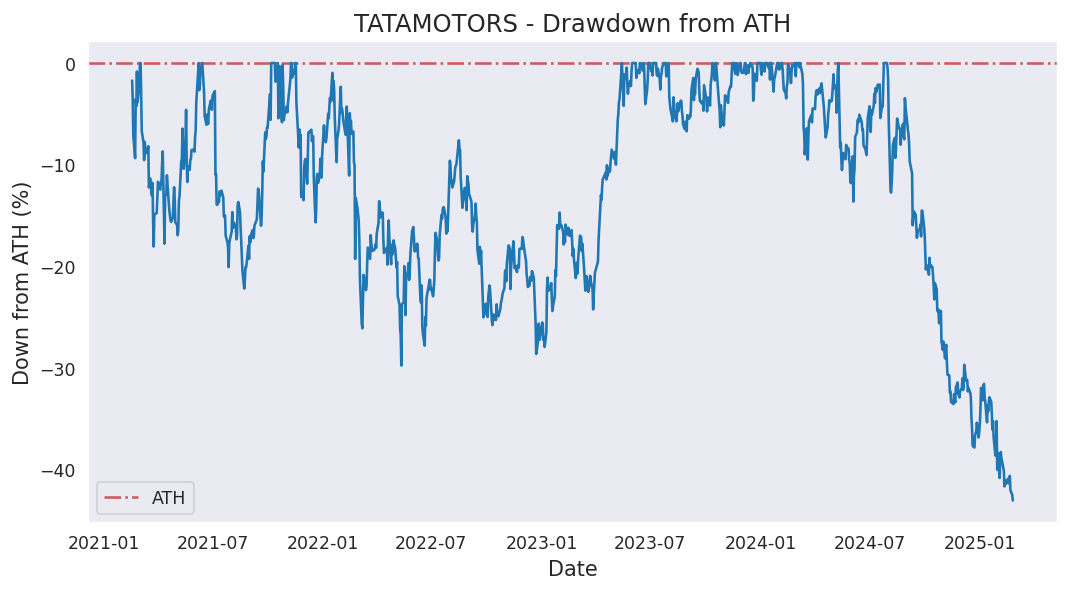 TATAMOTORS - Drawdown from ATH
Down from ATH (%)
0
−10
−20
−30
−40
ATH
2021-01 2021-07 2022-01 2022-07 2023-01 2023-07 2024-01 2024-07 2025-01
Date